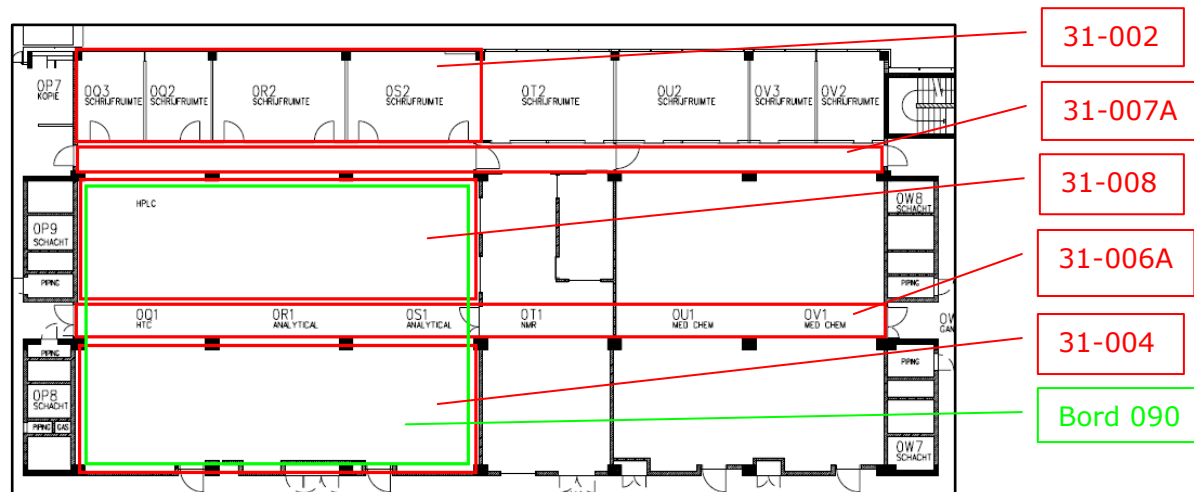 31-002
31-007A
31-008
31-006A
31-004
Bord 090
OP7
KOPIE
OQ3
SCHRIJFRUIMTE
OQ2
SCHRIJFRUIMTE
OR2
SCHRIJFRUIMTE
OS2
SCHRIJFRUIMTE
OT2
SCHRIJFRUIMTE
OU2
SCHRIJFRUIMTE
OV3
SCHRIJFRUIMTE
OV2
SCHRIJFRUIMTE
HPLC
OP9
SCHACHT
PIPING
OW8
SCHACHT
PIPING
OQ1
HTC
OR1
ANALYTICAL
OS1
ANALYTICAL
OT1
NMR
OU1
MED CHEM
OV1
MED CHEM
OW
GAN
PIPING
OP8
SCHACHT
PIPING
GAS
PIPING
OW7
SCHACHT